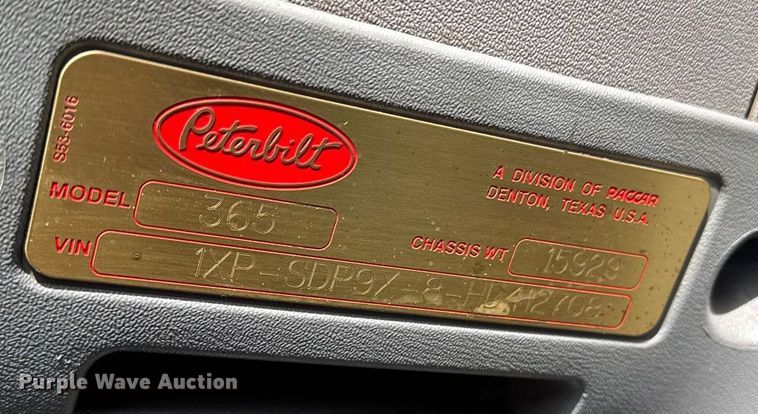 S53-6016
Peterbilt
A DIVISION OF PACCAR
DENTON, TEXAS U.S.A.
MODEL 365
CHASSIS WT 15929
VIN 1XP-SDP9X-8-HD412708
Purple Wave Auction